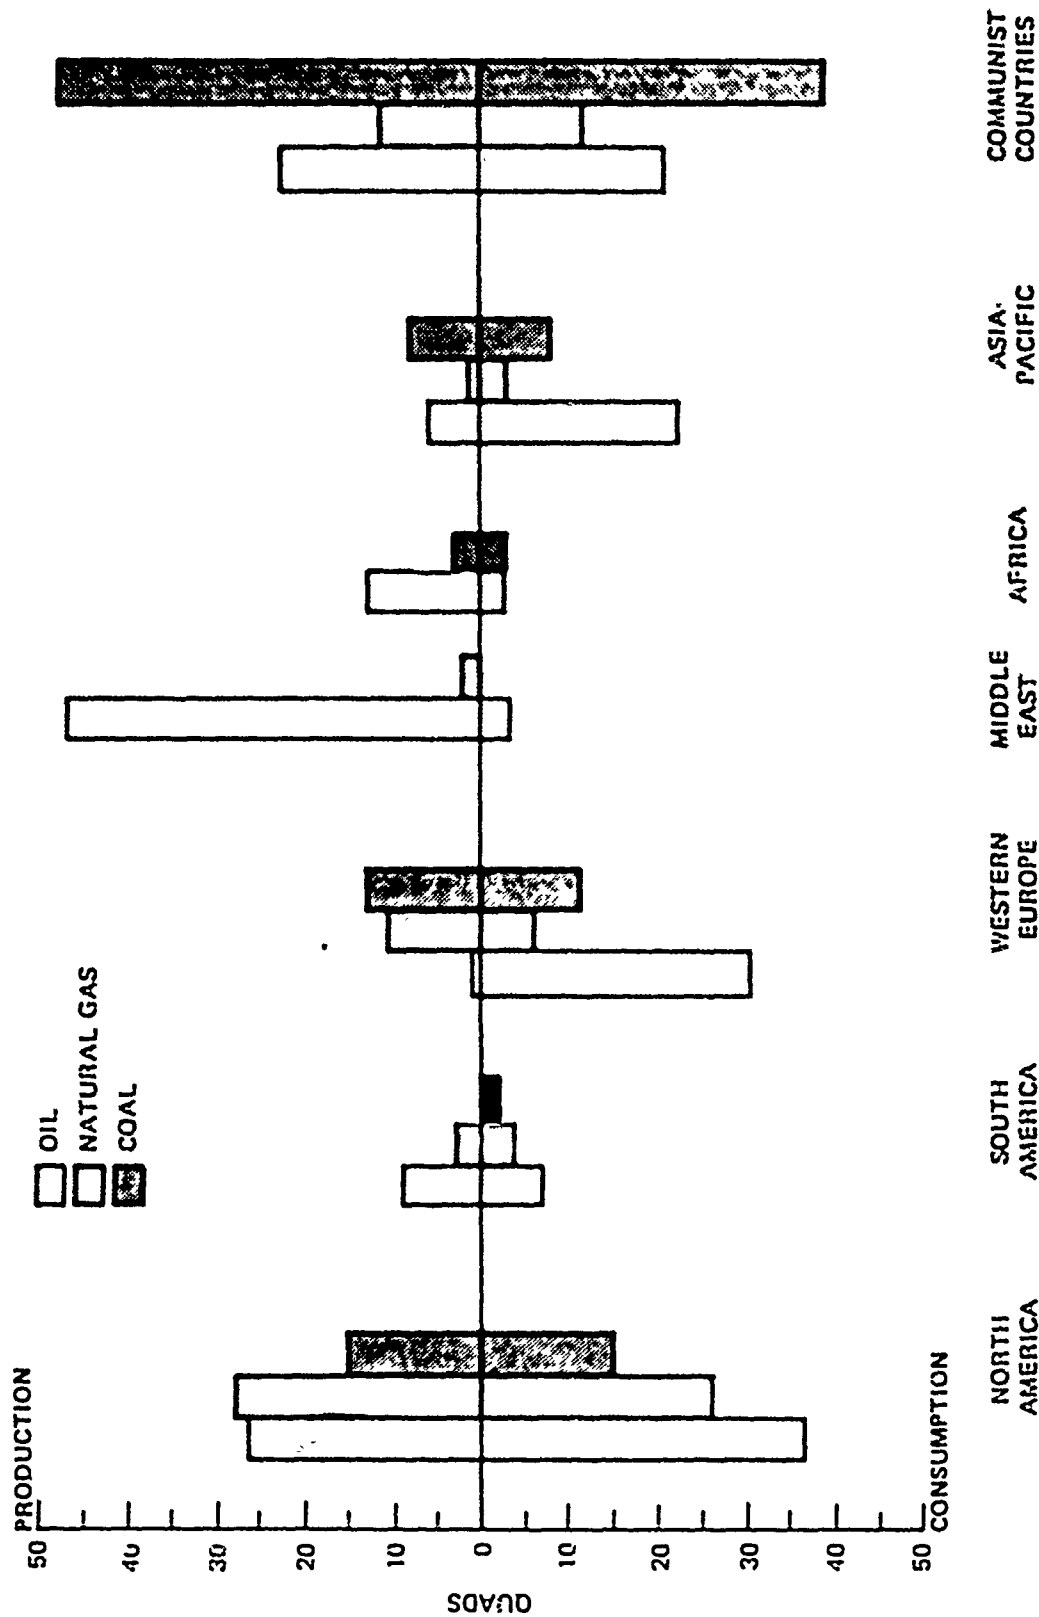 PRODUCTION
50
40
30
20
10
0
10
20
30
40
50
QUADS
CONSUMPTION
OIL
NATURAL GAS
COAL
NORTH
AMERICA
SOUTH
AMERICA
WESTERN
EUROPE
MIDDLE
EAST
AFRICA
ASIA-
PACIFIC
COMMUNIST
COUNTRIES